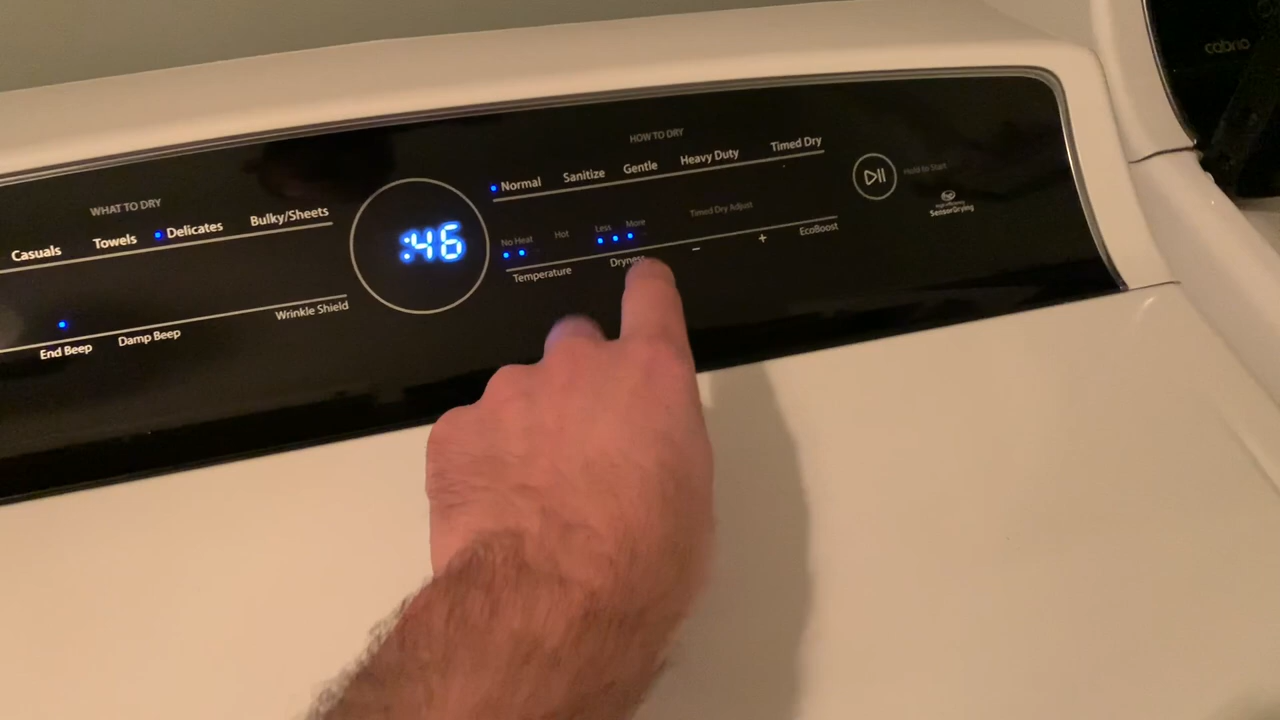 WHAT TO DRY
Casuals Towels Delicates Bulky/Sheets
End Beep Damp Beep Wrinkle Shield
:46
HOW TO DRY
Normal Sanitize Gentle Heavy Duty Timed Dry
No Heat Hot Less More Timed Dry Adjust
Temperature Dryness - + EcoBoost
Hold to Start
SensorDrying
cabrio